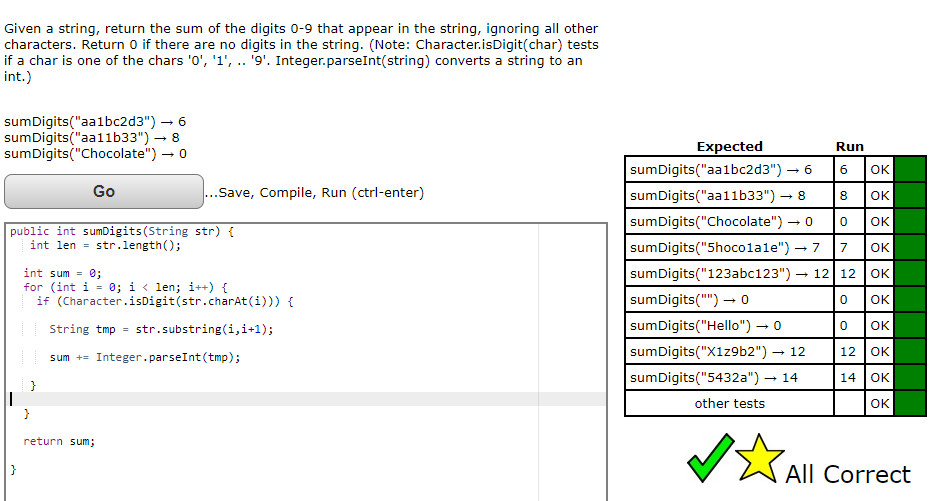 Given a string, return the sum of the digits 0-9 that appear in the string, ignoring all other
characters. Return 0 if there are no digits in the string. (Note: Character.isDigit(char) tests
if a char is one of the chars '0', '1', .. '9'. Integer.parseInt(string) converts a string to an
int.)
sumDigits("aa1bc2d3") → 6
sumDigits("aa11b33") → 8
sumDigits("Chocolate") → 0
Go ...Save, Compile, Run (ctrl-enter)
public int sumDigits(String str) {
int len = str.length();
int sum = 0;
for (int i = 0; i < len; i++) {
if (Character.isDigit(str.charAt(i))) {
String tmp = str.substring(i,i+1);
sum += Integer.parseInt(tmp);
}
}
return sum;
}
Expected Run
sumDigits("aa1bc2d3") → 6 6 OK
sumDigits("aa11b33") → 8 8 OK
sumDigits("Chocolate") → 0 0 OK
sumDigits("5hoco1a1e") → 7 7 OK
sumDigits("123abc123") → 12 12 OK
sumDigits("") → 0 0 OK
sumDigits("Hello") → 0 0 OK
sumDigits("X1z9b2") → 12 12 OK
sumDigits("5432a") → 14 14 OK
other tests OK
All Correct